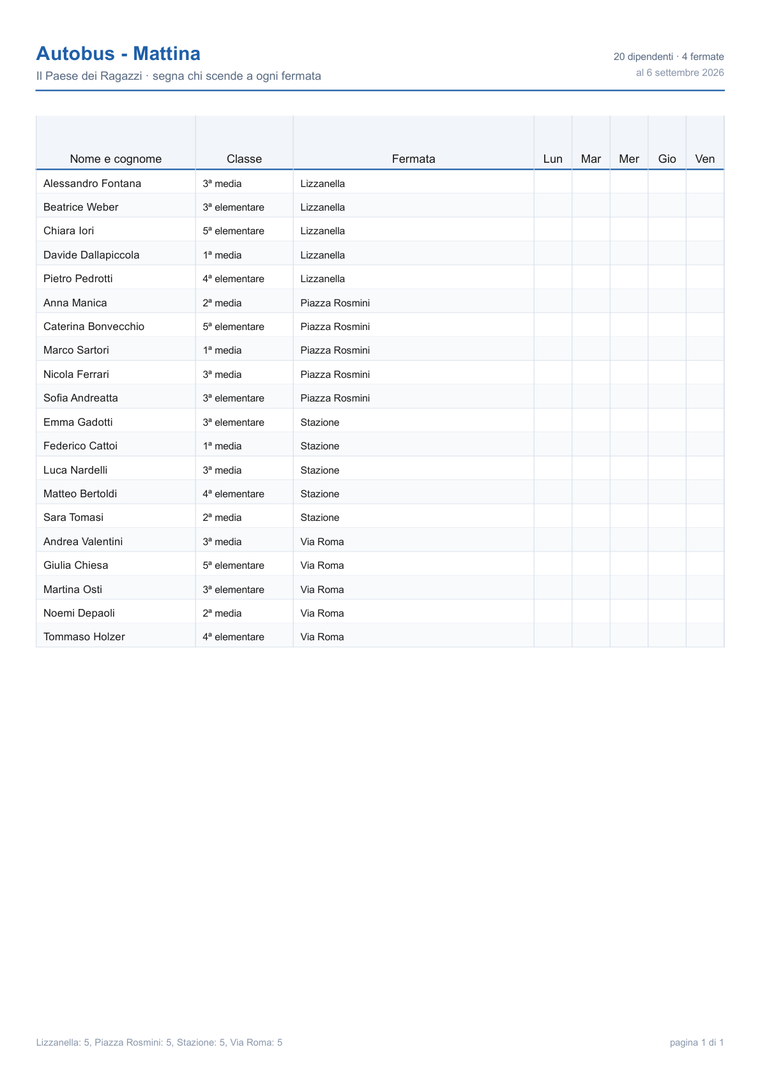 Autobus - Mattina
20 dipendenti · 4 fermate
Il Paese dei Ragazzi · segna chi scende a ogni fermata
al 6 settembre 2026
Nome e cognome Classe Fermata Lun Mar Mer Gio Ven
Alessandro Fontana 3ª media Lizzanella
Beatrice Weber 3ª elementare Lizzanella
Chiara Iori 5ª elementare Lizzanella
Davide Dallapiccola 1ª media Lizzanella
Pietro Pedrotti 4ª elementare Lizzanella
Anna Manica 2ª media Piazza Rosmini
Caterina Bonvecchio 5ª elementare Piazza Rosmini
Marco Sartori 1ª media Piazza Rosmini
Nicola Ferrari 3ª media Piazza Rosmini
Sofia Andreatta 3ª elementare Piazza Rosmini
Emma Gadotti 3ª elementare Stazione
Federico Cattoi 1ª media Stazione
Luca Nardelli 3ª media Stazione
Matteo Bertoldi 4ª elementare Stazione
Sara Tomasi 2ª media Stazione
Andrea Valentini 3ª media Via Roma
Giulia Chiesa 5ª elementare Via Roma
Martina Osti 3ª elementare Via Roma
Noemi Depaoli 2ª media Via Roma
Tommaso Holzer 4ª elementare Via Roma
Lizzanella: 5, Piazza Rosmini: 5, Stazione: 5, Via Roma: 5
pagina 1 di 1